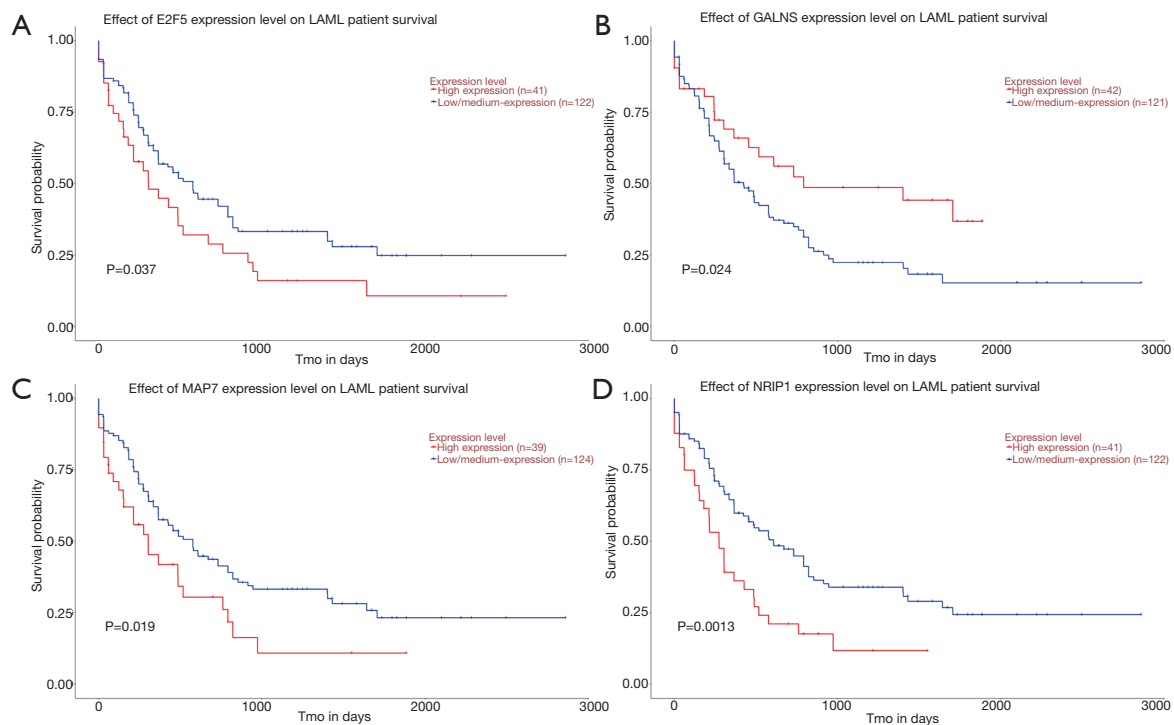 A
Effect of E2F5 expression level on LAML patient survival
1.00
0.75
0.50
0.25
0.00
Survival probability
Expression level
High expression (n=41)
Low/medium-expression (n=122)
P=0.037
0 1000 2000 3000
Tmo in days
B
Effect of GALNS expression level on LAML patient survival
1.00
0.75
0.50
0.25
0.00
Survival probability
Expression level
High expression (n=42)
Low/medium-expression (n=121)
P=0.024
0 1000 2000 3000
Tmo in days
C
Effect of MAP7 expression level on LAML patient survival
1.00
0.75
0.50
0.25
0.00
Survival probability
Expression level
High expression (n=39)
Low/medium-expression (n=124)
P=0.019
0 1000 2000 3000
Tmo in days
D
Effect of NRIP1 expression level on LAML patient survival
1.00
0.75
0.50
0.25
0.00
Survival probability
Expression level
High expression (n=41)
Low/medium-expression (n=122)
P=0.0013
0 1000 2000 3000
Tmo in days